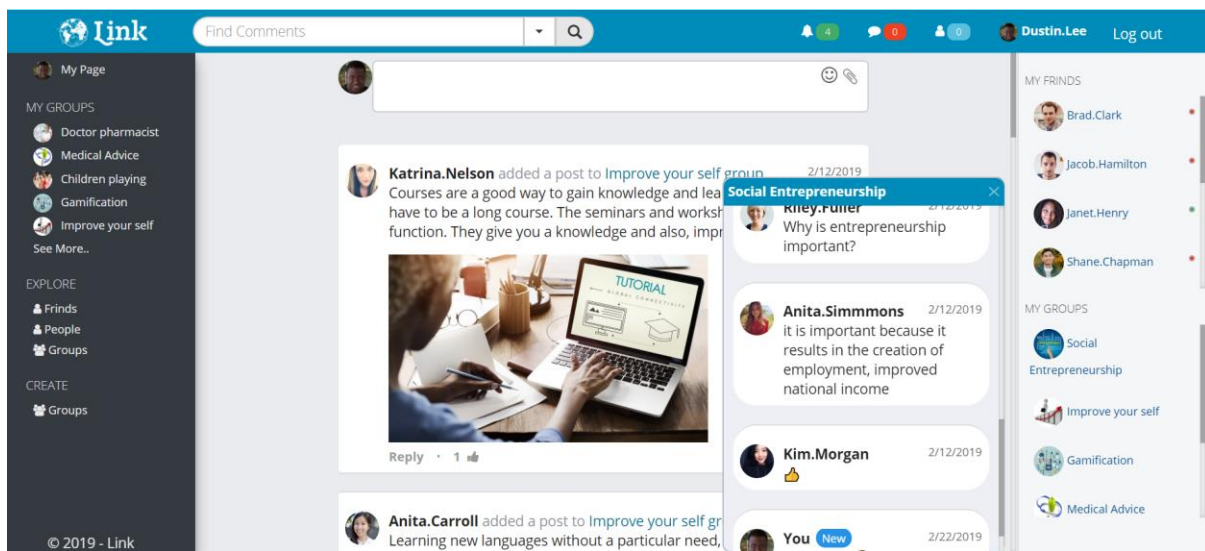 Link
Find Comments
4
0
0
Dustin.Lee
Log out
My Page
MY GROUPS
Doctor pharmacist
Medical Advice
Children playing
Gamification
Improve your self
See More..
EXPLORE
Frinds
People
Groups
CREATE
Groups
© 2019 - Link
Katrina.Nelson added a post to Improve your self group 2/12/2019
Courses are a good way to gain knowledge and lea
have to be a long course. The seminars and worksh
function. They give you a knowledge and also, impr
TUTORIAL
GLOBAL CONNECTIVITY
Reply · 1
Anita.Carroll added a post to Improve your self gr
Learning new languages without a particular need,
Social Entrepreneurship
Riley.Fuller 2/12/2019
Why is entrepreneurship
important?
Anita.Simmmons 2/12/2019
it is important because it
results in the creation of
employment, improved
national income
Kim.Morgan 2/12/2019
👍
You New 2/22/2019
MY FRINDS
Brad.Clark
Jacob.Hamilton
Janet.Henry
Shane.Chapman
MY GROUPS
Social
Entrepreneurship
Improve your self
Gamification
Medical Advice